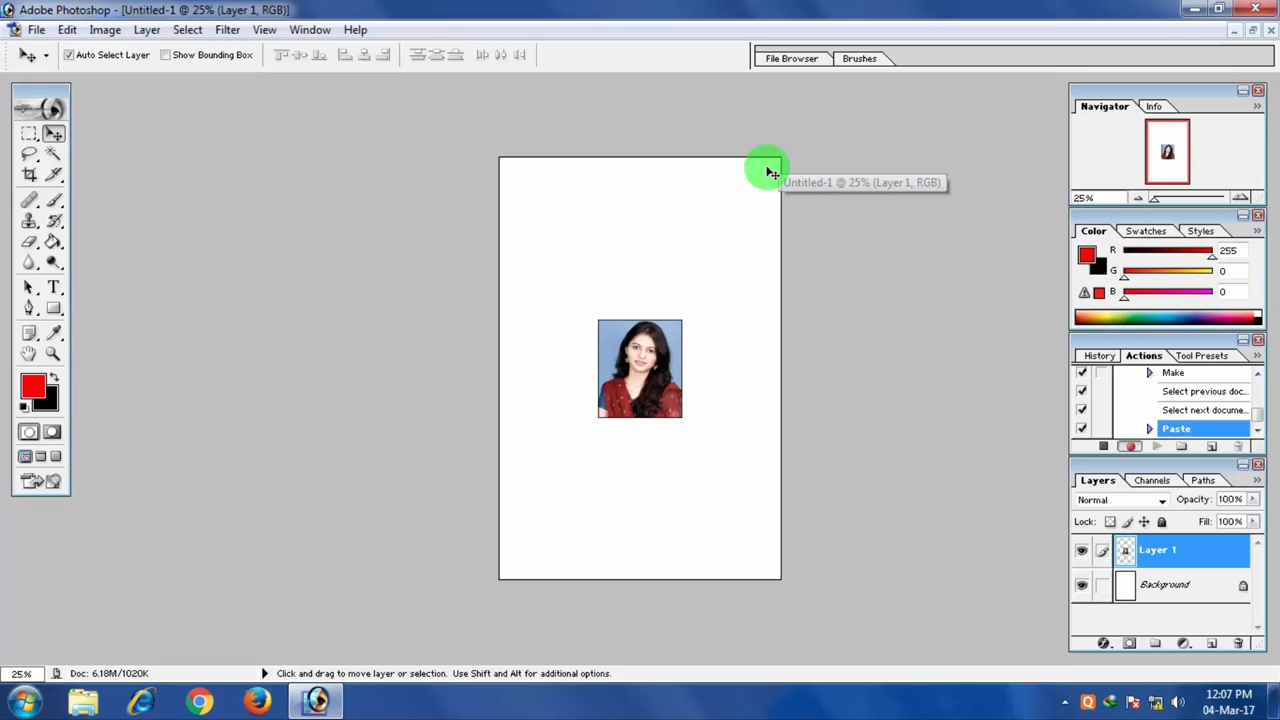 Adobe Photoshop - [Untitled-1 @ 25% (Layer 1, RGB)]
File Edit Image Layer Select Filter View Window Help
Auto Select Layer Show Bounding Box
File Browser Brushes
Navigator Info
Untitled-1 @ 25% (Layer 1, RGB)
25%
Color Swatches Styles
R 255
G 0
B 0
History Actions Tool Presets
Make
Select previous doc...
Select next docume...
Paste
Layers Channels Paths
Normal Opacity: 100%
Lock: Fill: 100%
Layer 1
Background
25% Doc: 6.18M/1020K Click and drag to move layer or selection. Use Shift and Alt for additional options.
12:07 PM
04-Mar-17